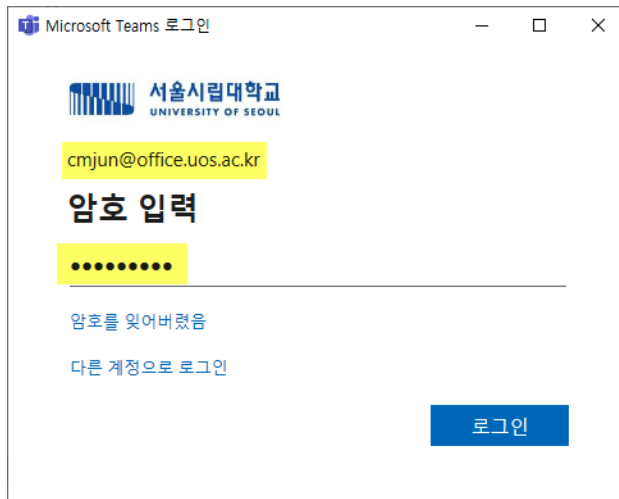 Microsoft Teams 로그인
서울시립대학교
UNIVERSITY OF SEOUL
cmjun@office.uos.ac.kr
암호 입력
●●●●●●●●●
암호를 잊어버렸음
다른 계정으로 로그인
로그인